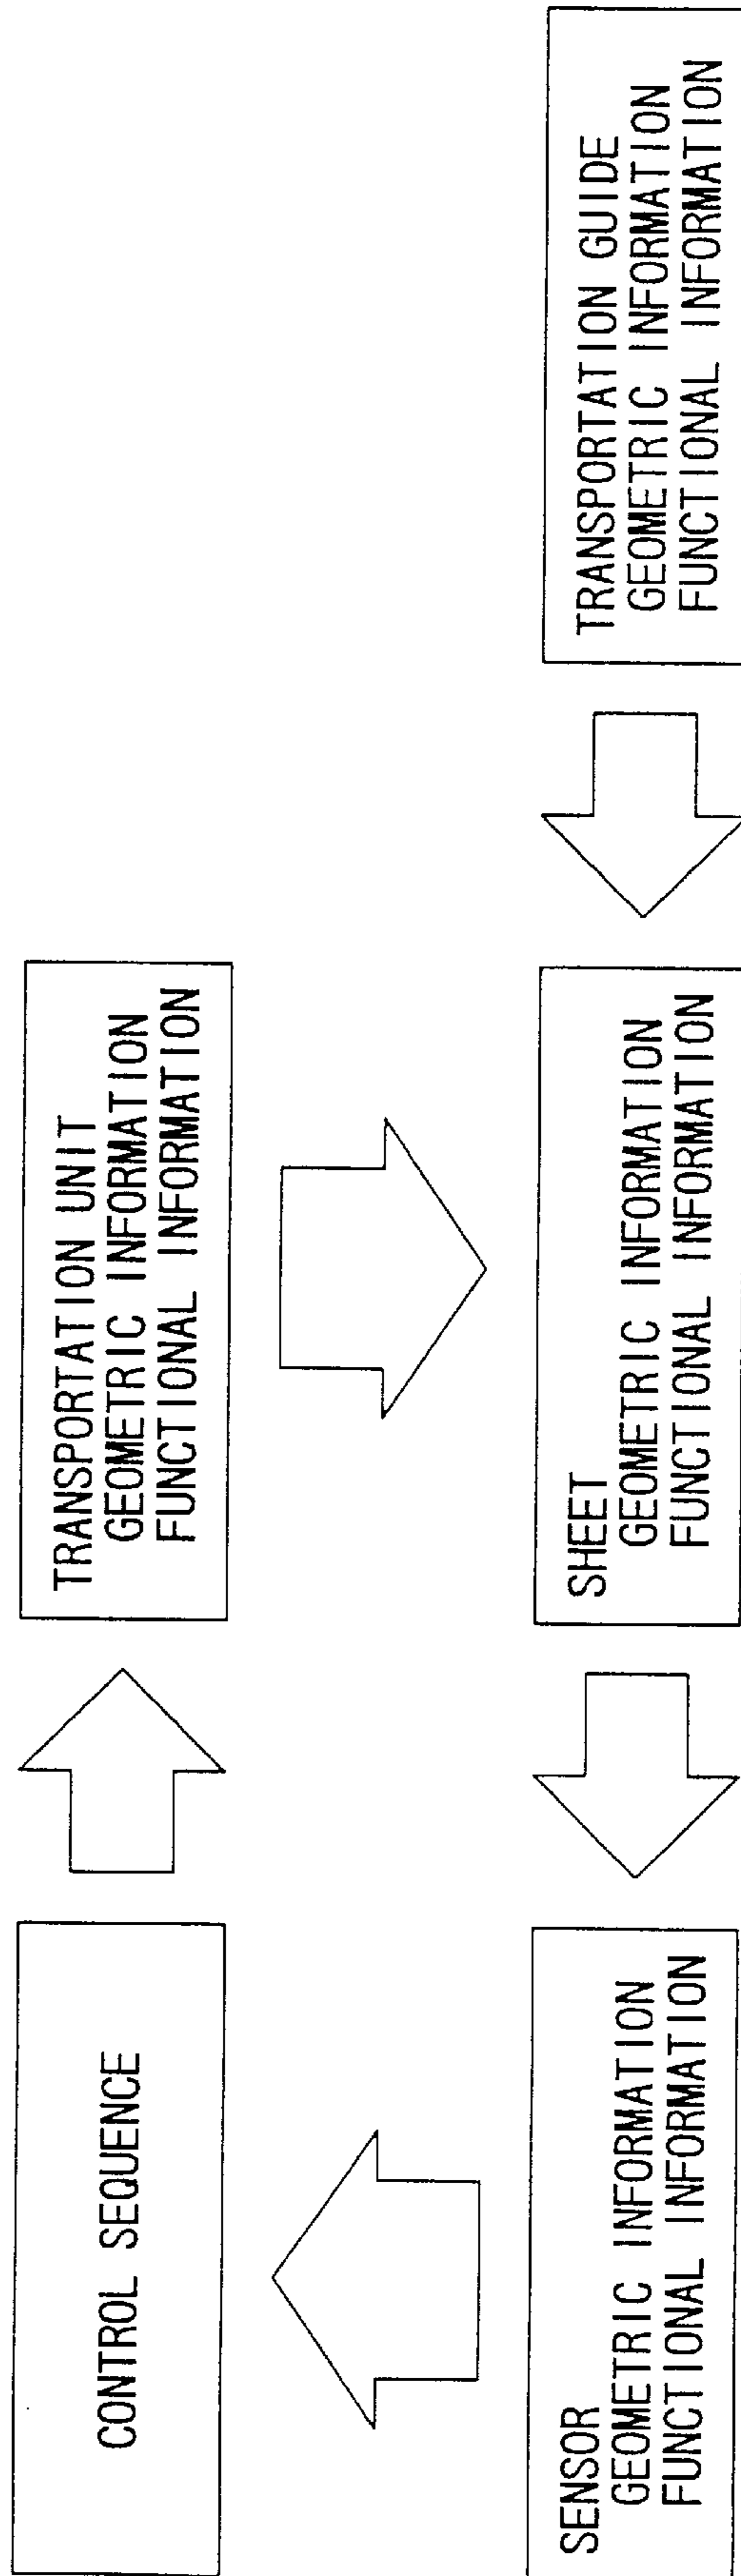 CONTROL SEQUENCE
TRANSPORTATION UNIT
GEOMETRIC INFORMATION
FUNCTIONAL INFORMATION
SENSOR
GEOMETRIC INFORMATION
FUNCTIONAL INFORMATION
SHEET
GEOMETRIC INFORMATION
FUNCTIONAL INFORMATION
TRANSPORTATION GUIDE
GEOMETRIC INFORMATION
FUNCTIONAL INFORMATION